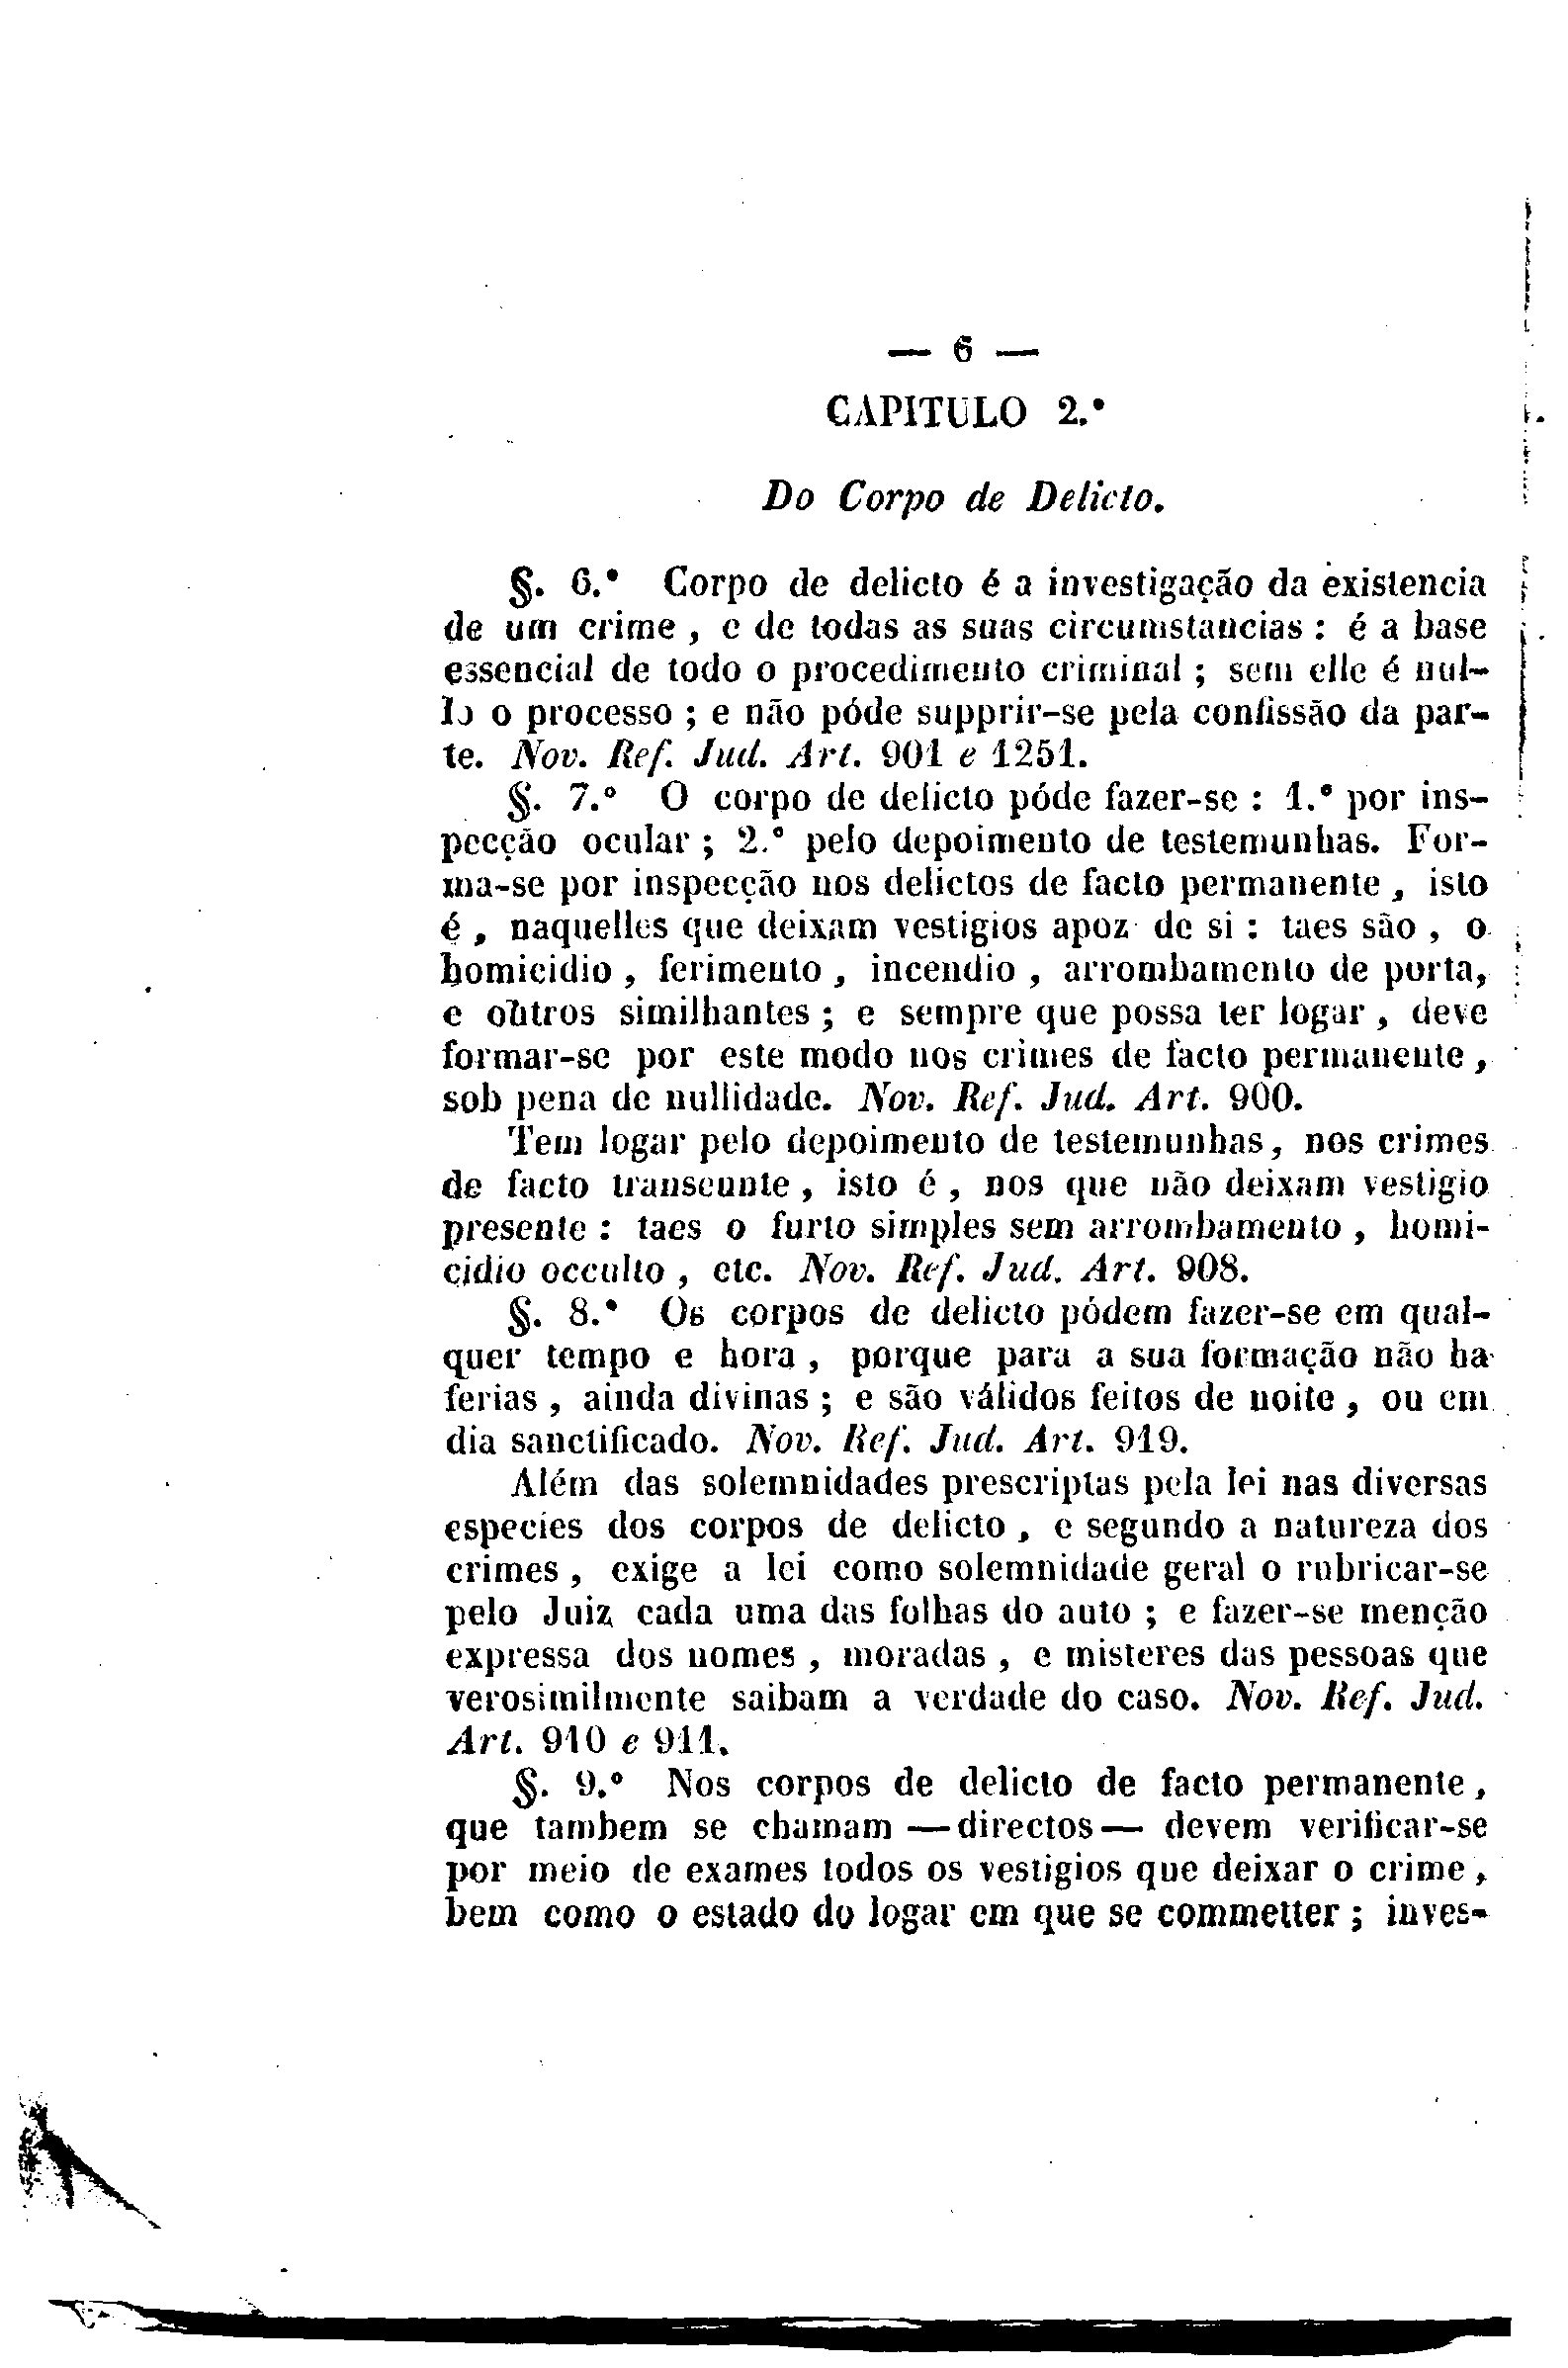 — 6 —
CAPITULO 2.º
Do Corpo de Delicto.
§. 6.º Corpo de delicto é a investigação da existencia
de um crime , e de todas as suas circumstancias : é a base
essencial de todo o procedimento criminal ; sem elle é nul-
lo o processo ; e não póde supprir-se pela confissão da par-
te. Nov. Ref. Jud. Art. 901 e 1251.
§. 7.º O corpo de delicto póde fazer-se : 1.º por ins-
pecção ocular ; 2.º pelo depoimento de testemunhas. For-
ma-se por inspecção nos delictos de facto permanente , isto
é , naquelles que deixam vestigios apoz de si : taes são , o
homicidio , ferimento , incendio , arrombamento de porta,
e outros similhantes ; e sempre que possa ter logar , deve
formar-se por este modo nos crimes de facto permanente ,
sob pena de nullidade. Nov. Ref. Jud. Art. 900.
Tem logar pelo depoimento de testemunhas, nos crimes
de facto transeunte , isto é , nos que não deixam vestigio
presente : taes o furto simples sem arrombamento , homi-
cidio occulto , etc. Nov. Ref. Jud. Art. 908.
§. 8.º Os corpos de delicto pódem fazer-se em qual-
quer tempo e hora , porque para a sua formação não ha
ferias , ainda divinas ; e são válidos feitos de noite , ou em
dia sanctificado. Nov. Ref. Jud. Art. 919.
Além das solemnidades prescriptas pela lei nas diversas
especies dos corpos de delicto , e segundo a natureza dos
crimes , exige a lei como solemnidade geral o rubricar-se
pelo Juiz cada uma das folhas do auto ; e fazer-se menção
expressa dos nomes , moradas , e misteres das pessoas que
verosimilmente saibam a verdade do caso. Nov. Ref. Jud.
Art. 910 e 911.
§. 9.º Nos corpos de delicto de facto permanente ,
que tambem se chamam — directos — devem verificar-se
por meio de exames todos os vestigios que deixar o crime ,
bem como o estado do logar em que se commetter ; inves-